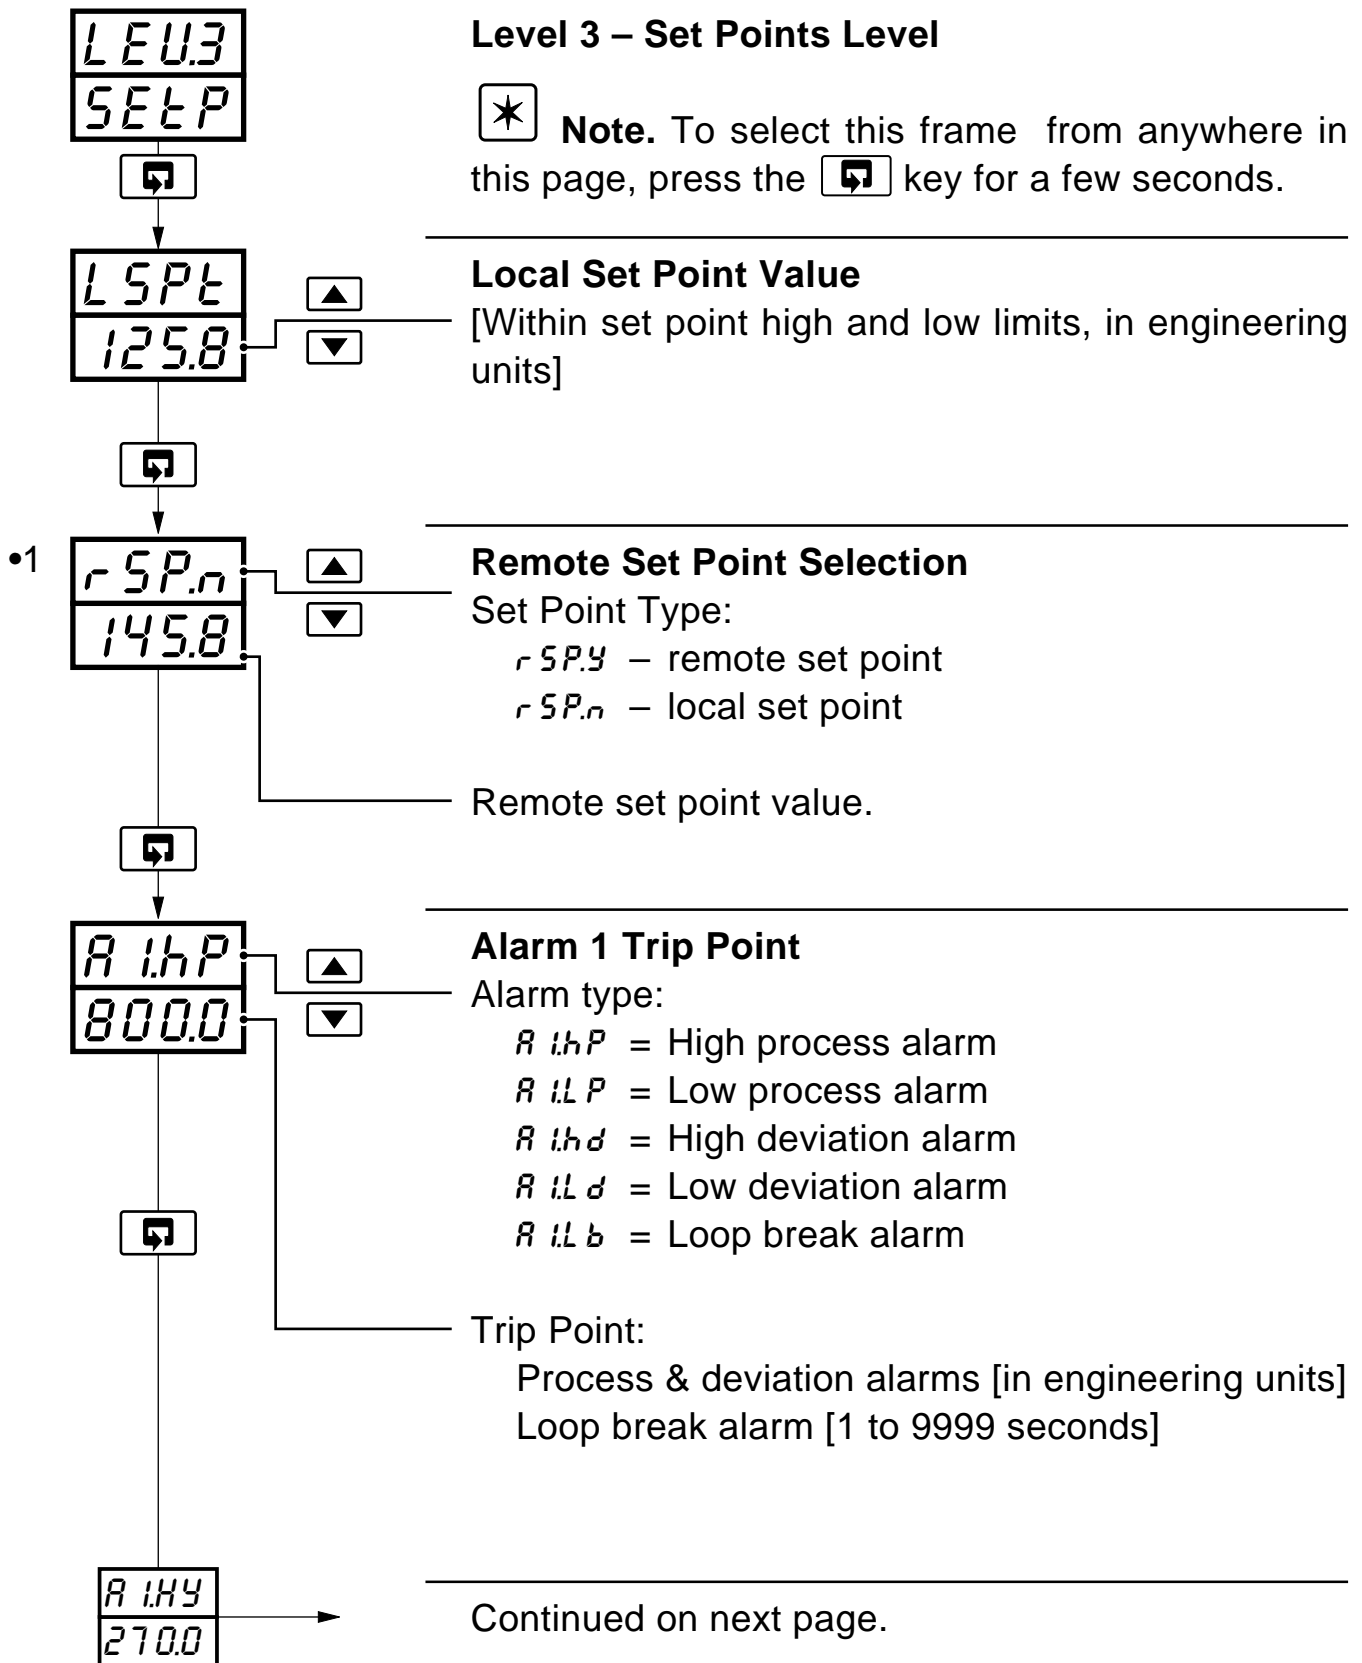 LEV.3
SEtP
Level 3 – Set Points Level
Note. To select this frame from anywhere in
this page, press the key for a few seconds.
LSPt
125.8
Local Set Point Value
[Within set point high and low limits, in engineering
units]
•1
rSP.n
145.8
Remote Set Point Selection
Set Point Type:
rSP.Y – remote set point
rSP.n – local set point
Remote set point value.
A1.hP
800.0
Alarm 1 Trip Point
Alarm type:
A1.hP = High process alarm
A1.LP = Low process alarm
A1.hd = High deviation alarm
A1.Ld = Low deviation alarm
A1.Lb = Loop break alarm
Trip Point:
Process & deviation alarms [in engineering units]
Loop break alarm [1 to 9999 seconds]
A1.HY
270.0
Continued on next page.